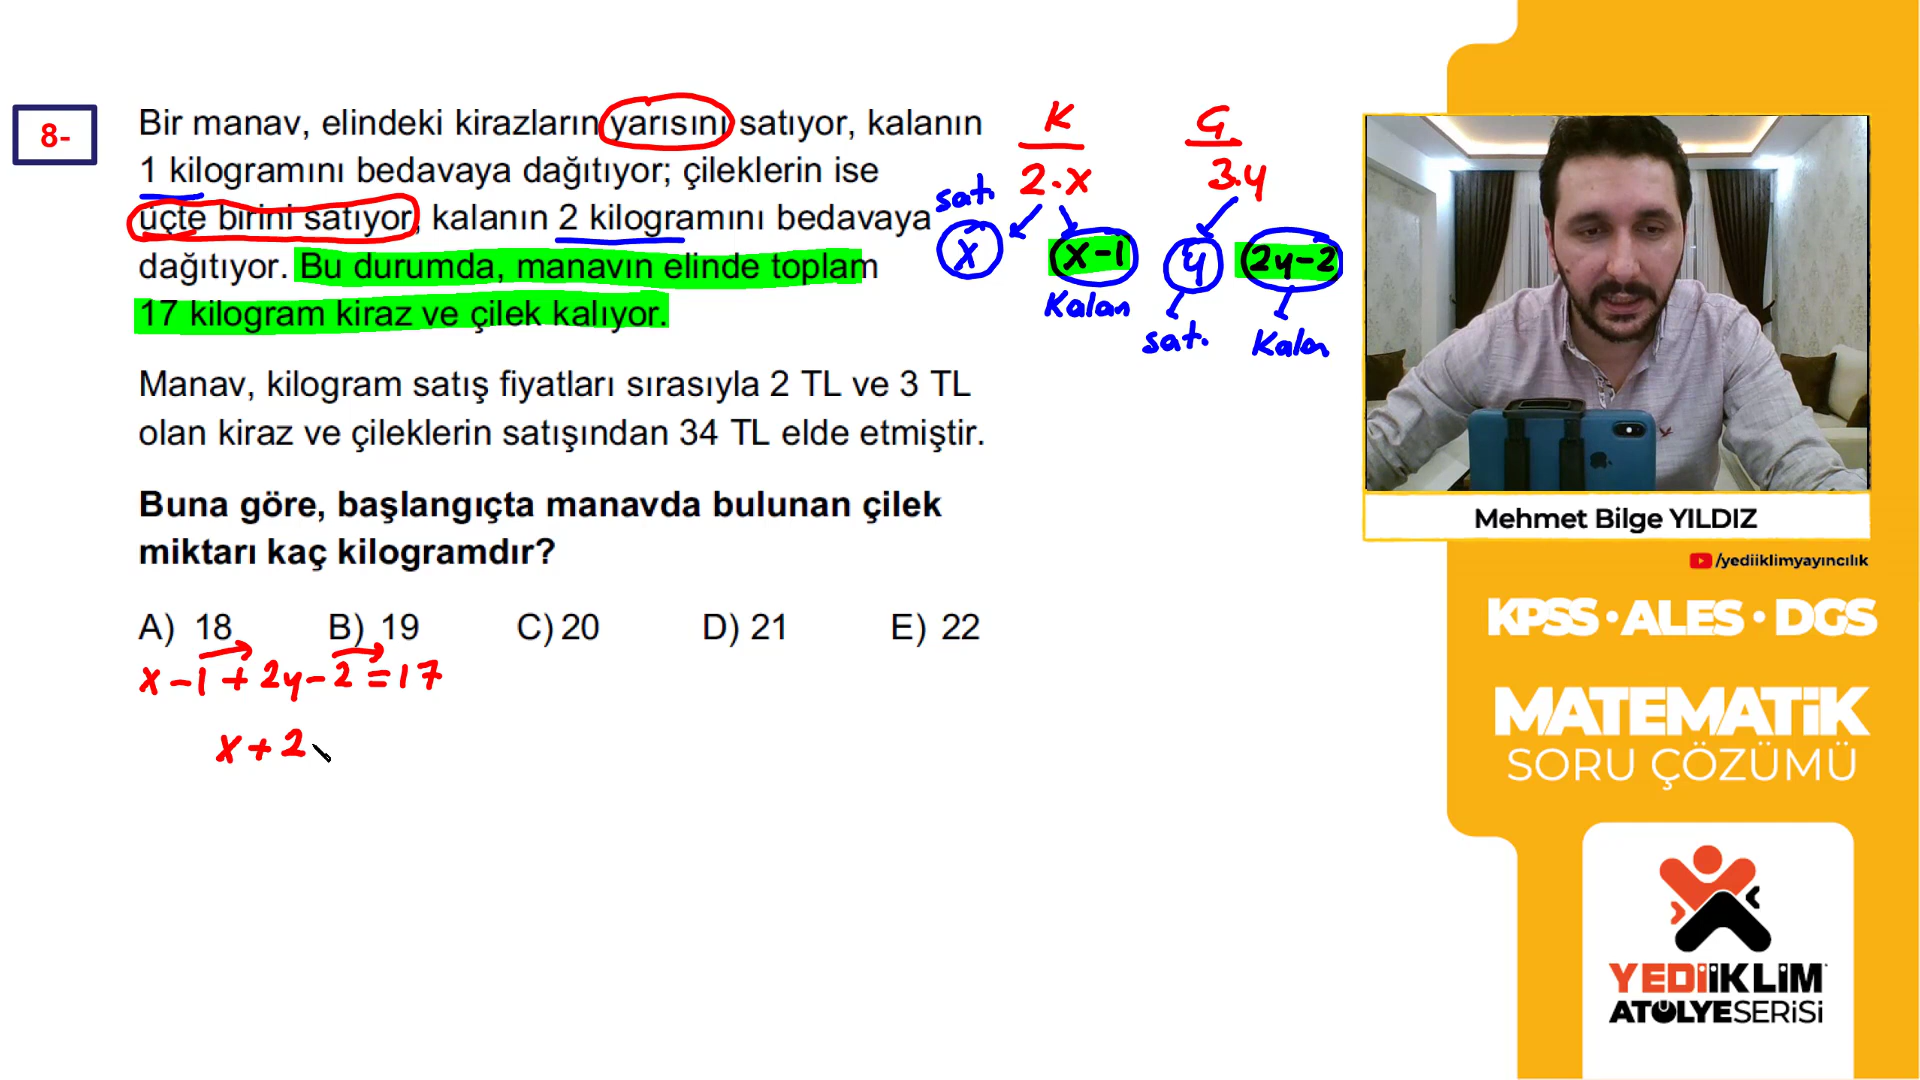 8-
Bir manav, elindeki kirazların yarısını satıyor, kalanın
1 kilogramını bedavaya dağıtıyor; çileklerin ise
üçte birini satıyor, kalanın 2 kilogramını bedavaya
dağıtıyor. Bu durumda, manavın elinde toplam
17 kilogram kiraz ve çilek kalıyor.
Manav, kilogram satış fiyatları sırasıyla 2 TL ve 3 TL
olan kiraz ve çileklerin satışından 34 TL elde etmiştir.
Buna göre, başlangıçta manavda bulunan çilek
miktarı kaç kilogramdır?
A) 18 B) 19 C) 20 D) 21 E) 22
x-1+2y-2=17
x+2
K
2.x
sat.
x
x-1
Kalan
Ç
3.y
y
2y-2
sat.
Kalan
Mehmet Bilge YILDIZ
/yediiklimyayıncılık
KPSS • ALES • DGS
MATEMATİK
SORU ÇÖZÜMÜ
YEDİİKLİM
ATÖLYESERİSİ